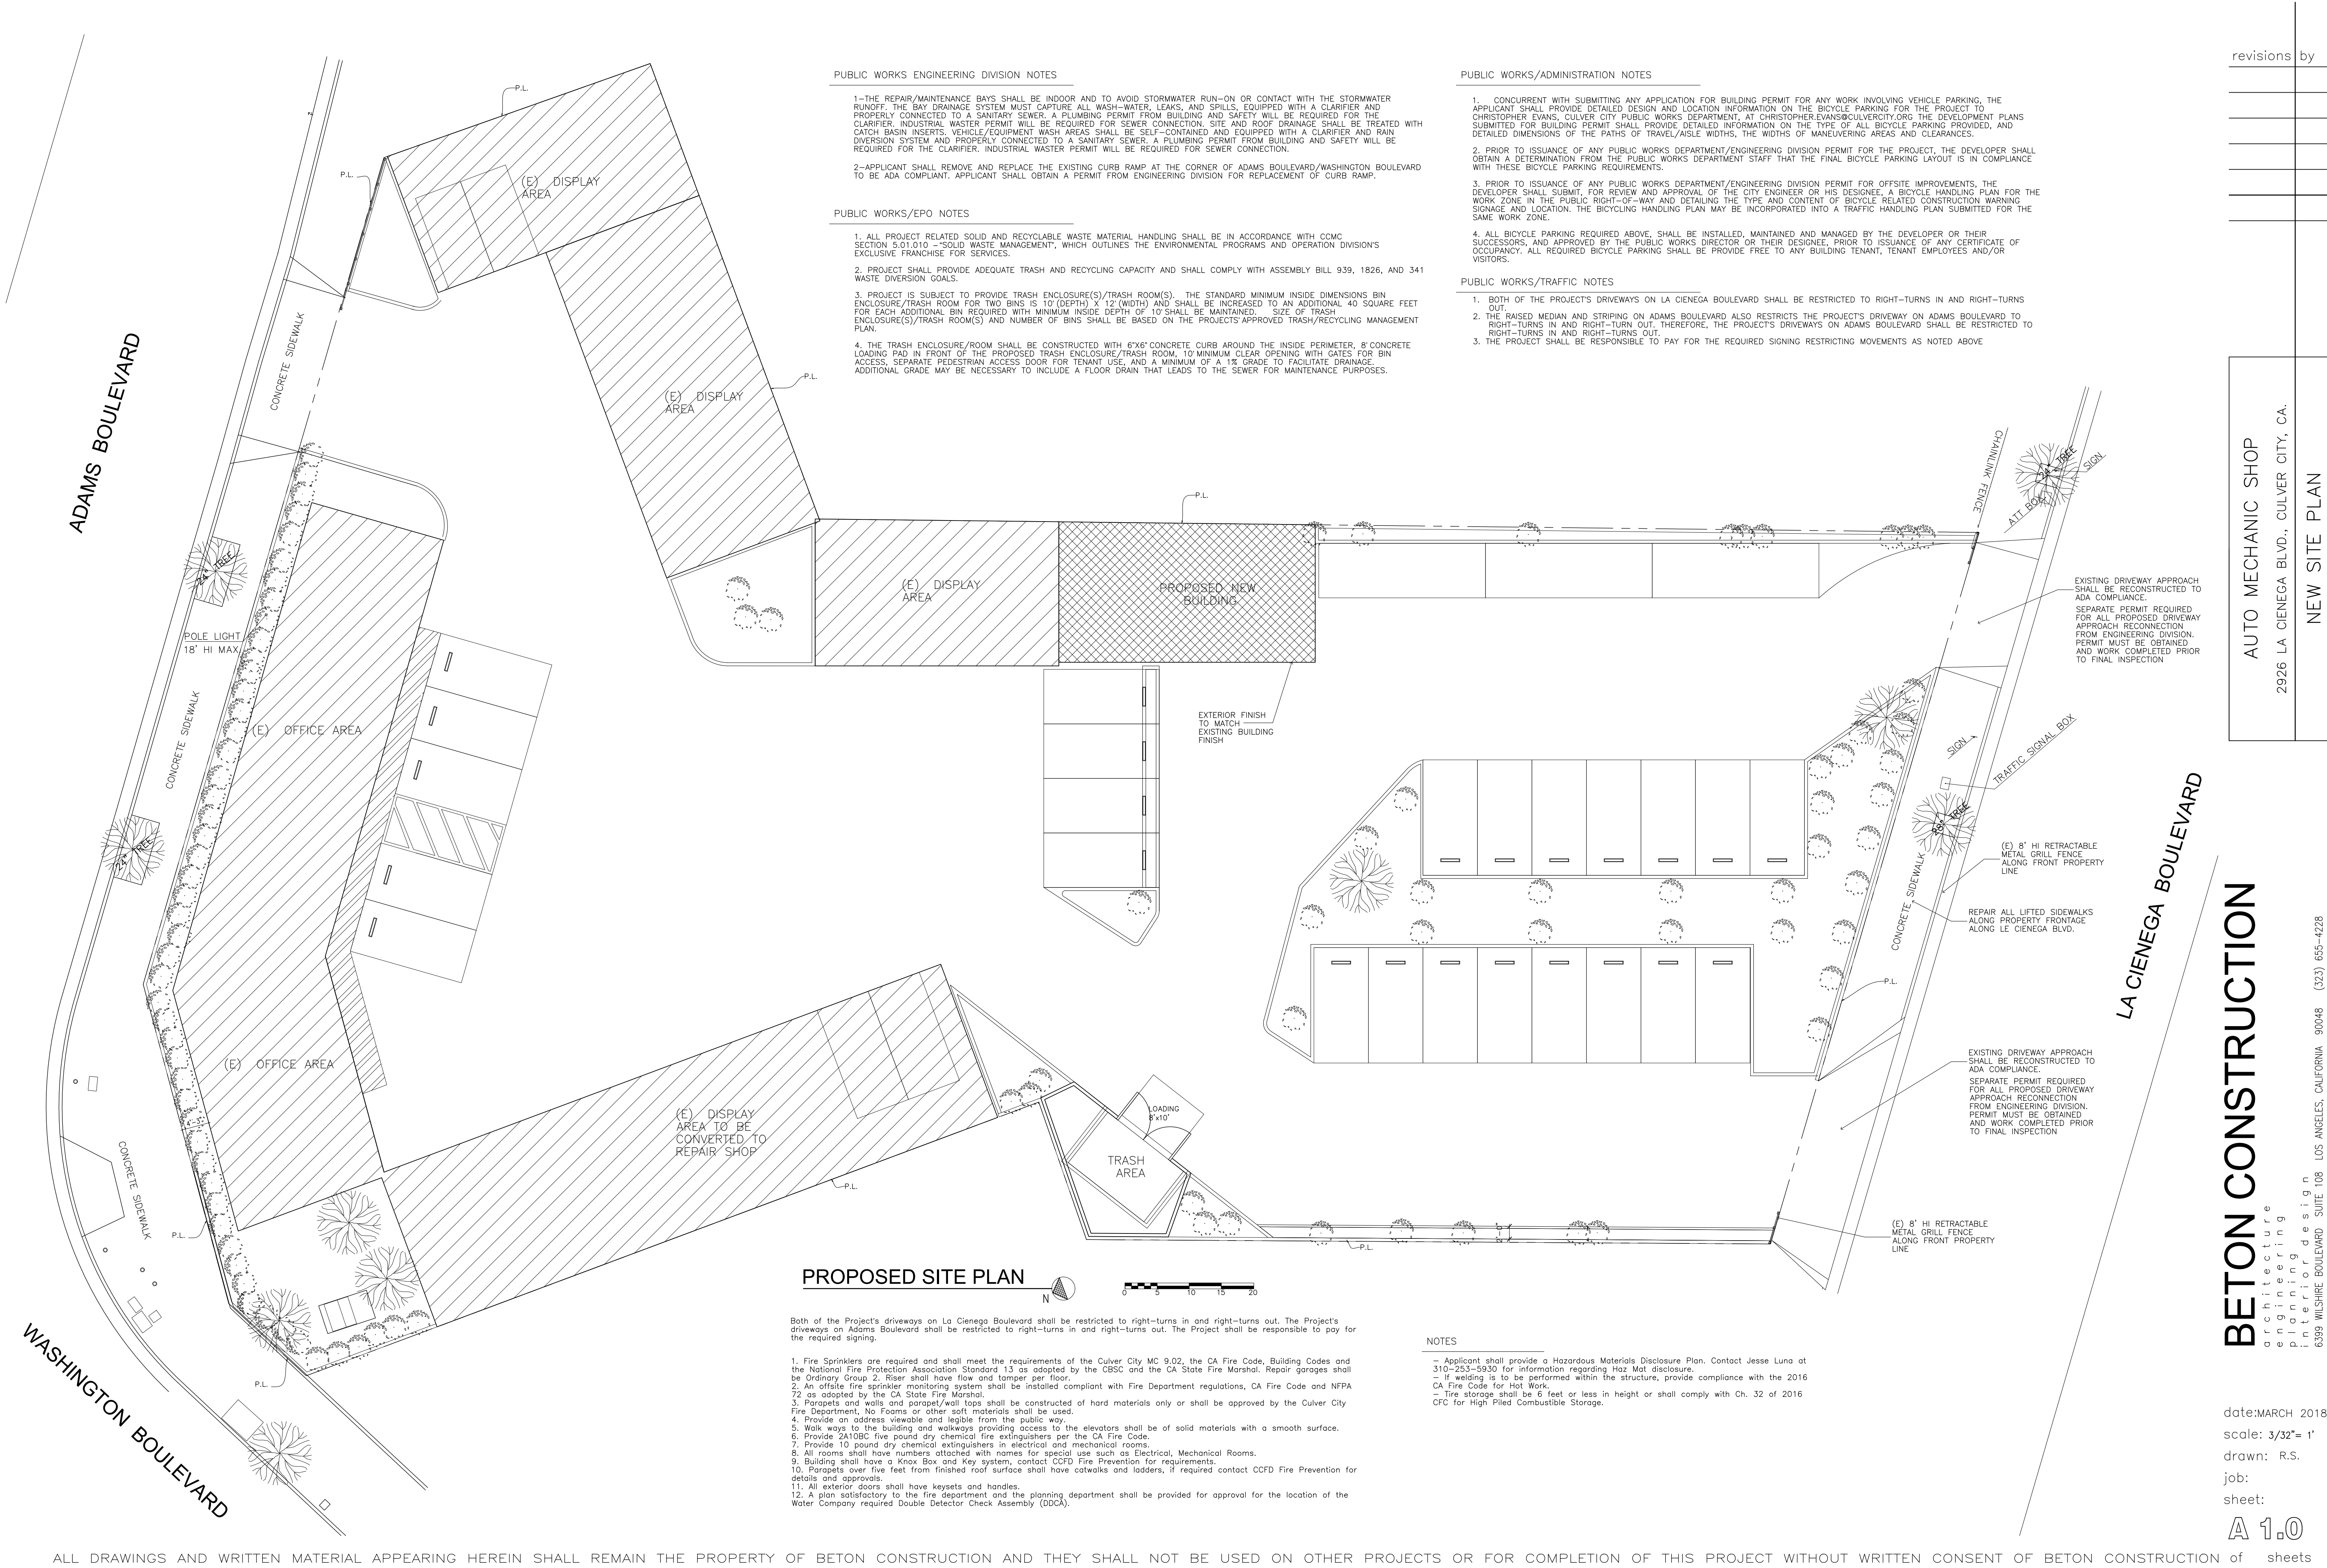 PUBLIC WORKS ENGINEERING DIVISION NOTES
1-THE REPAIR/MAINTENANCE BAYS SHALL BE INDOOR AND TO AVOID STORMWATER RUN-ON OR CONTACT WITH THE STORMWATER
RUNOFF. THE BAY DRAINAGE SYSTEM MUST CAPTURE ALL WASH-WATER, LEAKS, AND SPILLS, EQUIPPED WITH A CLARIFIER AND
PROPERLY CONNECTED TO A SANITARY SEWER. A PLUMBING PERMIT FROM BUILDING AND SAFETY WILL BE REQUIRED FOR THE
CLARIFIER. INDUSTRIAL WASTER PERMIT WILL BE REQUIRED FOR SEWER CONNECTION. SITE AND ROOF DRAINAGE SHALL BE TREATED WITH
CATCH BASIN INSERTS. VEHICLE/EQUIPMENT WASH AREAS SHALL BE SELF-CONTAINED AND EQUIPPED WITH A CLARIFIER AND RAIN
DIVERSION SYSTEM AND PROPERLY CONNECTED TO A SANITARY SEWER. A PLUMBING PERMIT FROM BUILDING AND SAFETY WILL BE
REQUIRED FOR THE CLARIFIER. INDUSTRIAL WASTER PERMIT WILL BE REQUIRED FOR SEWER CONNECTION.
2-APPLICANT SHALL REMOVE AND REPLACE THE EXISTING CURB RAMP AT THE CORNER OF ADAMS BOULEVARD/WASHINGTON BOULEVARD
TO BE ADA COMPLIANT. APPLICANT SHALL OBTAIN A PERMIT FROM ENGINEERING DIVISION FOR REPLACEMENT OF CURB RAMP.
PUBLIC WORKS/EPO NOTES
1. ALL PROJECT RELATED SOLID AND RECYCLABLE WASTE MATERIAL HANDLING SHALL BE IN ACCORDANCE WITH CCMC
SECTION 5.01.010 -"SOLID WASTE MANAGEMENT", WHICH OUTLINES THE ENVIRONMENTAL PROGRAMS AND OPERATION DIVISION'S
EXCLUSIVE FRANCHISE FOR SERVICES.
2. PROJECT SHALL PROVIDE ADEQUATE TRASH AND RECYCLING CAPACITY AND SHALL COMPLY WITH ASSEMBLY BILL 939, 1826, AND 341
WASTE DIVERSION GOALS.
3. PROJECT IS SUBJECT TO PROVIDE TRASH ENCLOSURE(S)/TRASH ROOM(S). THE STANDARD MINIMUM INSIDE DIMENSIONS BIN
ENCLOSURE/TRASH ROOM FOR TWO BINS IS 10'(DEPTH) X 12'(WIDTH) AND SHALL BE INCREASED TO AN ADDITIONAL 40 SQUARE FEET
FOR EACH ADDITIONAL BIN REQUIRED WITH MINIMUM INSIDE DEPTH OF 10'SHALL BE MAINTAINED. SIZE OF TRASH
ENCLOSURE(S)/TRASH ROOM(S) AND NUMBER OF BINS SHALL BE BASED ON THE PROJECTS'APPROVED TRASH/RECYCLING MANAGEMENT
PLAN.
4. THE TRASH ENCLOSURE/ROOM SHALL BE CONSTRUCTED WITH 6"X6"CONCRETE CURB AROUND THE INSIDE PERIMETER, 8'CONCRETE
LOADING PAD IN FRONT OF THE PROPOSED TRASH ENCLOSURE/TRASH ROOM, 10'MINIMUM CLEAR OPENING WITH GATES FOR BIN
ACCESS, SEPARATE PEDESTRIAN ACCESS DOOR FOR TENANT USE, AND A MINIMUM OF A 1% GRADE TO FACILITATE DRAINAGE.
ADDITIONAL GRADE MAY BE NECESSARY TO INCLUDE A FLOOR DRAIN THAT LEADS TO THE SEWER FOR MAINTENANCE PURPOSES.
PUBLIC WORKS/ADMINISTRATION NOTES
1. CONCURRENT WITH SUBMITTING ANY APPLICATION FOR BUILDING PERMIT FOR ANY WORK INVOLVING VEHICLE PARKING, THE
APPLICANT SHALL PROVIDE DETAILED DESIGN AND LOCATION INFORMATION ON THE BICYCLE PARKING FOR THE PROJECT TO
CHRISTOPHER EVANS, CULVER CITY PUBLIC WORKS DEPARTMENT, AT CHRISTOPHER.EVANS@CULVERCITY.ORG THE DEVELOPMENT PLANS
SUBMITTED FOR BUILDING PERMIT SHALL PROVIDE DETAILED INFORMATION ON THE TYPE OF ALL BICYCLE PARKING PROVIDED, AND
DETAILED DIMENSIONS OF THE PATHS OF TRAVEL/AISLE WIDTHS, THE WIDTHS OF MANEUVERING AREAS AND CLEARANCES.
2. PRIOR TO ISSUANCE OF ANY PUBLIC WORKS DEPARTMENT/ENGINEERING DIVISION PERMIT FOR THE PROJECT, THE DEVELOPER SHALL
OBTAIN A DETERMINATION FROM THE PUBLIC WORKS DEPARTMENT STAFF THAT THE FINAL BICYCLE PARKING LAYOUT IS IN COMPLIANCE
WITH THESE BICYCLE PARKING REQUIREMENTS.
3. PRIOR TO ISSUANCE OF ANY PUBLIC WORKS DEPARTMENT/ENGINEERING DIVISION PERMIT FOR OFFSITE IMPROVEMENTS, THE
DEVELOPER SHALL SUBMIT, FOR REVIEW AND APPROVAL OF THE CITY ENGINEER OR HIS DESIGNEE, A BICYCLE HANDLING PLAN FOR THE
WORK ZONE IN THE PUBLIC RIGHT-OF-WAY AND DETAILING THE TYPE AND CONTENT OF BICYCLE RELATED CONSTRUCTION WARNING
SIGNAGE AND LOCATION. THE BICYCLING HANDLING PLAN MAY BE INCORPORATED INTO A TRAFFIC HANDLING PLAN SUBMITTED FOR THE
SAME WORK ZONE.
4. ALL BICYCLE PARKING REQUIRED ABOVE, SHALL BE INSTALLED, MAINTAINED AND MANAGED BY THE DEVELOPER OR THEIR
SUCCESSORS, AND APPROVED BY THE PUBLIC WORKS DIRECTOR OR THEIR DESIGNEE, PRIOR TO ISSUANCE OF ANY CERTIFICATE OF
OCCUPANCY. ALL REQUIRED BICYCLE PARKING SHALL BE PROVIDE FREE TO ANY BUILDING TENANT, TENANT EMPLOYEES AND/OR
VISITORS.
PUBLIC WORKS/TRAFFIC NOTES
1. BOTH OF THE PROJECT'S DRIVEWAYS ON LA CIENEGA BOULEVARD SHALL BE RESTRICTED TO RIGHT-TURNS IN AND RIGHT-TURNS
OUT.
2. THE RAISED MEDIAN AND STRIPING ON ADAMS BOULEVARD ALSO RESTRICTS THE PROJECT'S DRIVEWAY ON ADAMS BOULEVARD TO
RIGHT-TURNS IN AND RIGHT-TURN OUT. THEREFORE, THE PROJECT'S DRIVEWAYS ON ADAMS BOULEVARD SHALL BE RESTRICTED TO
RIGHT-TURNS IN AND RIGHT-TURNS OUT.
3. THE PROJECT SHALL BE RESPONSIBLE TO PAY FOR THE REQUIRED SIGNING RESTRICTING MOVEMENTS AS NOTED ABOVE
revisions by
P.L.
P.L.
(E) DISPLAY
AREA
P.L.
(E) DISPLAY
AREA
ADAMS BOULEVARD
CONCRETE SIDEWALK
P.L.
(E) DISPLAY
AREA
PROPOSED NEW
BUILDING
EXTERIOR FINISH
TO MATCH
EXISTING BUILDING
FINISH
CHAINLINK FENCE
24" TREE
SIGN
ATT BOX
EXISTING DRIVEWAY APPROACH
SHALL BE RECONSTRUCTED TO
ADA COMPLIANCE.
SEPARATE PERMIT REQUIRED
FOR ALL PROPOSED DRIVEWAY
APPROACH RECONNECTION
FROM ENGINEERING DIVISION.
PERMIT MUST BE OBTAINED
AND WORK COMPLETED PRIOR
TO FINAL INSPECTION
24" TREE
POLE LIGHT
18' HI MAX
CONCRETE SIDEWALK
(E) OFFICE AREA
24" TREE
SIGN
TRAFFIC SIGNAL BOX
28" TREE
LA CIENEGA BOULEVARD
(E) 8' HI RETRACTABLE
METAL GRILL FENCE
ALONG FRONT PROPERTY
LINE
CONCRETE SIDEWALK
REPAIR ALL LIFTED SIDEWALKS
ALONG PROPERTY FRONTAGE
ALONG LE CIENEGA BLVD.
P.L.
EXISTING DRIVEWAY APPROACH
SHALL BE RECONSTRUCTED TO
ADA COMPLIANCE.
SEPARATE PERMIT REQUIRED
FOR ALL PROPOSED DRIVEWAY
APPROACH RECONNECTION
FROM ENGINEERING DIVISION.
PERMIT MUST BE OBTAINED
AND WORK COMPLETED PRIOR
TO FINAL INSPECTION
(E) OFFICE AREA
(E) DISPLAY
AREA TO BE
CONVERTED TO
REPAIR SHOP
P.L.
LOADING
8'x10'
TRASH
AREA
P.L.
(E) 8' HI RETRACTABLE
METAL GRILL FENCE
ALONG FRONT PROPERTY
LINE
CONCRETE SIDEWALK
P.L.
P.L.
WASHINGTON BOULEVARD
PROPOSED SITE PLAN
N
0 5 10 15 20
Both of the Project's driveways on La Cienega Boulevard shall be restricted to right-turns in and right-turns out. The Project's
driveways on Adams Boulevard shall be restricted to right-turns in and right-turns out. The Project shall be responsible to pay for
the required signing.
1. Fire Sprinklers are required and shall meet the requirements of the Culver City MC 9.02, the CA Fire Code, Building Codes and
the National Fire Protection Association Standard 13 as adopted by the CBSC and the CA State Fire Marshal. Repair garages shall
be Ordinary Group 2. Riser shall have flow and tamper per floor.
2. An offsite fire sprinkler monitoring system shall be installed compliant with Fire Department regulations, CA Fire Code and NFPA
72 as adopted by the CA State Fire Marshal.
3. Parapets and walls and parapet/wall tops shall be constructed of hard materials only or shall be approved by the Culver City
Fire Department, No Foams or other soft materials shall be used.
4. Provide an address viewable and legible from the public way.
5. Walk ways to the building and walkways providing access to the elevators shall be of solid materials with a smooth surface.
6. Provide 2A10BC five pound dry chemical fire extinguishers per the CA Fire Code.
7. Provide 10 pound dry chemical extinguishers in electrical and mechanical rooms.
8. All rooms shall have numbers attached with names for special use such as Electrical, Mechanical Rooms.
9. Building shall have a Knox Box and Key system, contact CCFD Fire Prevention for requirements.
10. Parapets over five feet from finished roof surface shall have catwalks and ladders, if required contact CCFD Fire Prevention for
details and approvals.
11. All exterior doors shall have keysets and handles.
12. A plan satisfactory to the fire department and the planning department shall be provided for approval for the location of the
Water Company required Double Detector Check Assembly (DDCA).
NOTES
- Applicant shall provide a Hazardous Materials Disclosure Plan. Contact Jesse Luna at
310-253-5930 for information regarding Haz Mat disclosure.
- If welding is to be performed within the structure, provide compliance with the 2016
CA Fire Code for Hot Work.
- Tire storage shall be 6 feet or less in height or shall comply with Ch. 32 of 2016
CFC for High Piled Combustible Storage.
AUTO MECHANIC SHOP
2926 LA CIENEGA BLVD., CULVER CITY, CA.
NEW SITE PLAN
BETON CONSTRUCTION
architecture
engineering
planning
interior design
6399 WILSHIRE BOULEVARD SUITE 108 LOS ANGELES, CALIFORNIA 90048 (323) 655-4228
date:MARCH 2018
scale: 3/32"= 1'
drawn: R.S.
job:
sheet:
A 1.0
of sheets
ALL DRAWINGS AND WRITTEN MATERIAL APPEARING HEREIN SHALL REMAIN THE PROPERTY OF BETON CONSTRUCTION AND THEY SHALL NOT BE USED ON OTHER PROJECTS OR FOR COMPLETION OF THIS PROJECT WITHOUT WRITTEN CONSENT OF BETON CONSTRUCTION